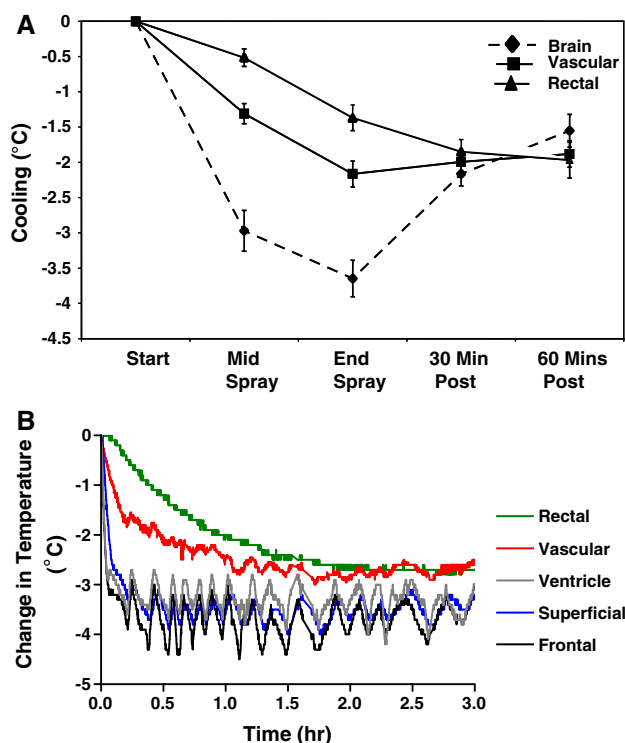 A
0
-0.5
-1
-1.5
-2
-2.5
-3
-3.5
-4
-4.5
Cooling (°C)
Brain
Vascular
Rectal
Start
Mid Spray
End Spray
30 Min Post
60 Mins Post
B
0
-1
-2
-3
-4
-5
Change in Temperature (°C)
0.0
0.5
1.0
1.5
2.0
2.5
3.0
Time (hr)
Rectal
Vascular
Ventricle
Superficial
Frontal